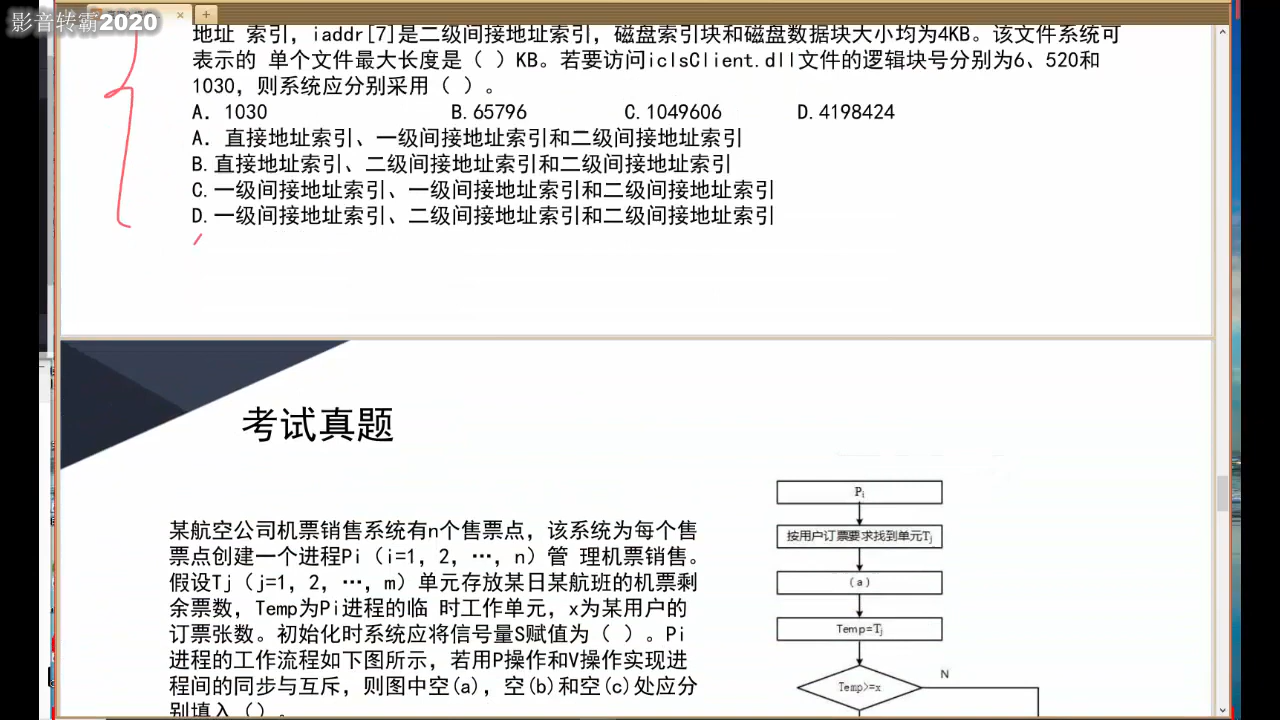 影音转霸2020
地址 索引，iaddr[7]是二级间接地址索引，磁盘索引块和磁盘数据块大小均为4KB。该文件系统可
表示的 单个文件最大长度是（ ）KB。若要访问iclsClient.dll文件的逻辑块号分别为6、520和
1030，则系统应分别采用（ ）。
A．1030 B.65796 C.1049606 D.4198424
A．直接地址索引、一级间接地址索引和二级间接地址索引
B.直接地址索引、二级间接地址索引和二级间接地址索引
C.一级间接地址索引、一级间接地址索引和二级间接地址索引
D.一级间接地址索引、二级间接地址索引和二级间接地址索引
考试真题
某航空公司机票销售系统有n个售票点，该系统为每个售
票点创建一个进程Pi（i=1，2，…，n）管 理机票销售。
假设Tj（j=1，2，…，m）单元存放某日某航班的机票剩
余票数，Temp为Pi进程的临 时工作单元，x为某用户的
订票张数。初始化时系统应将信号量S赋值为（ ）。Pi
进程的工作流程如下图所示，若用P操作和V操作实现进
程间的同步与互斥，则图中空(a)，空(b)和空(c)处应分
别填入（）。
Pi
按用户订票要求找到单元Tj
（a）
Temp=Tj
Temp>=x
N